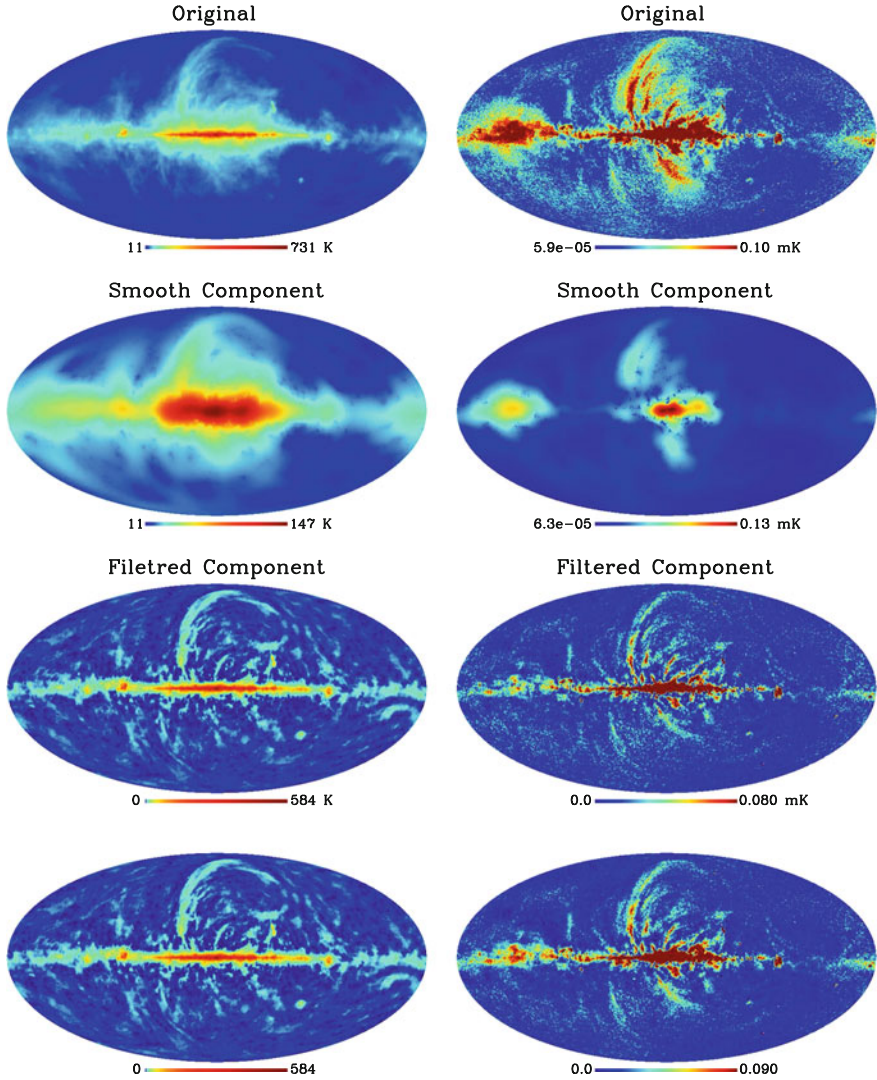 Original
Original
11 731 K
5.9e-05 0.10 mK
Smooth Component
Smooth Component
11 147 K
6.3e-05 0.13 mK
Filetred Component
Filtered Component
0 584 K
0.0 0.080 mK
0 584
0.0 0.090